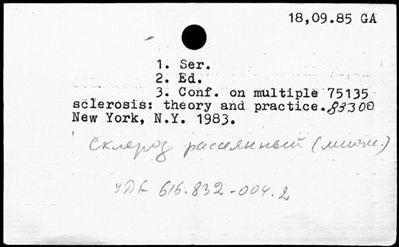 18,09.85 GA
1. Ser.
2. Ed.
3. Conf. on multiple 75135
sclerosis: theory and practice. 83300
New York, N.Y. 1983.
Склероз рассеянный (множ.)
УДК 616.832-004.2